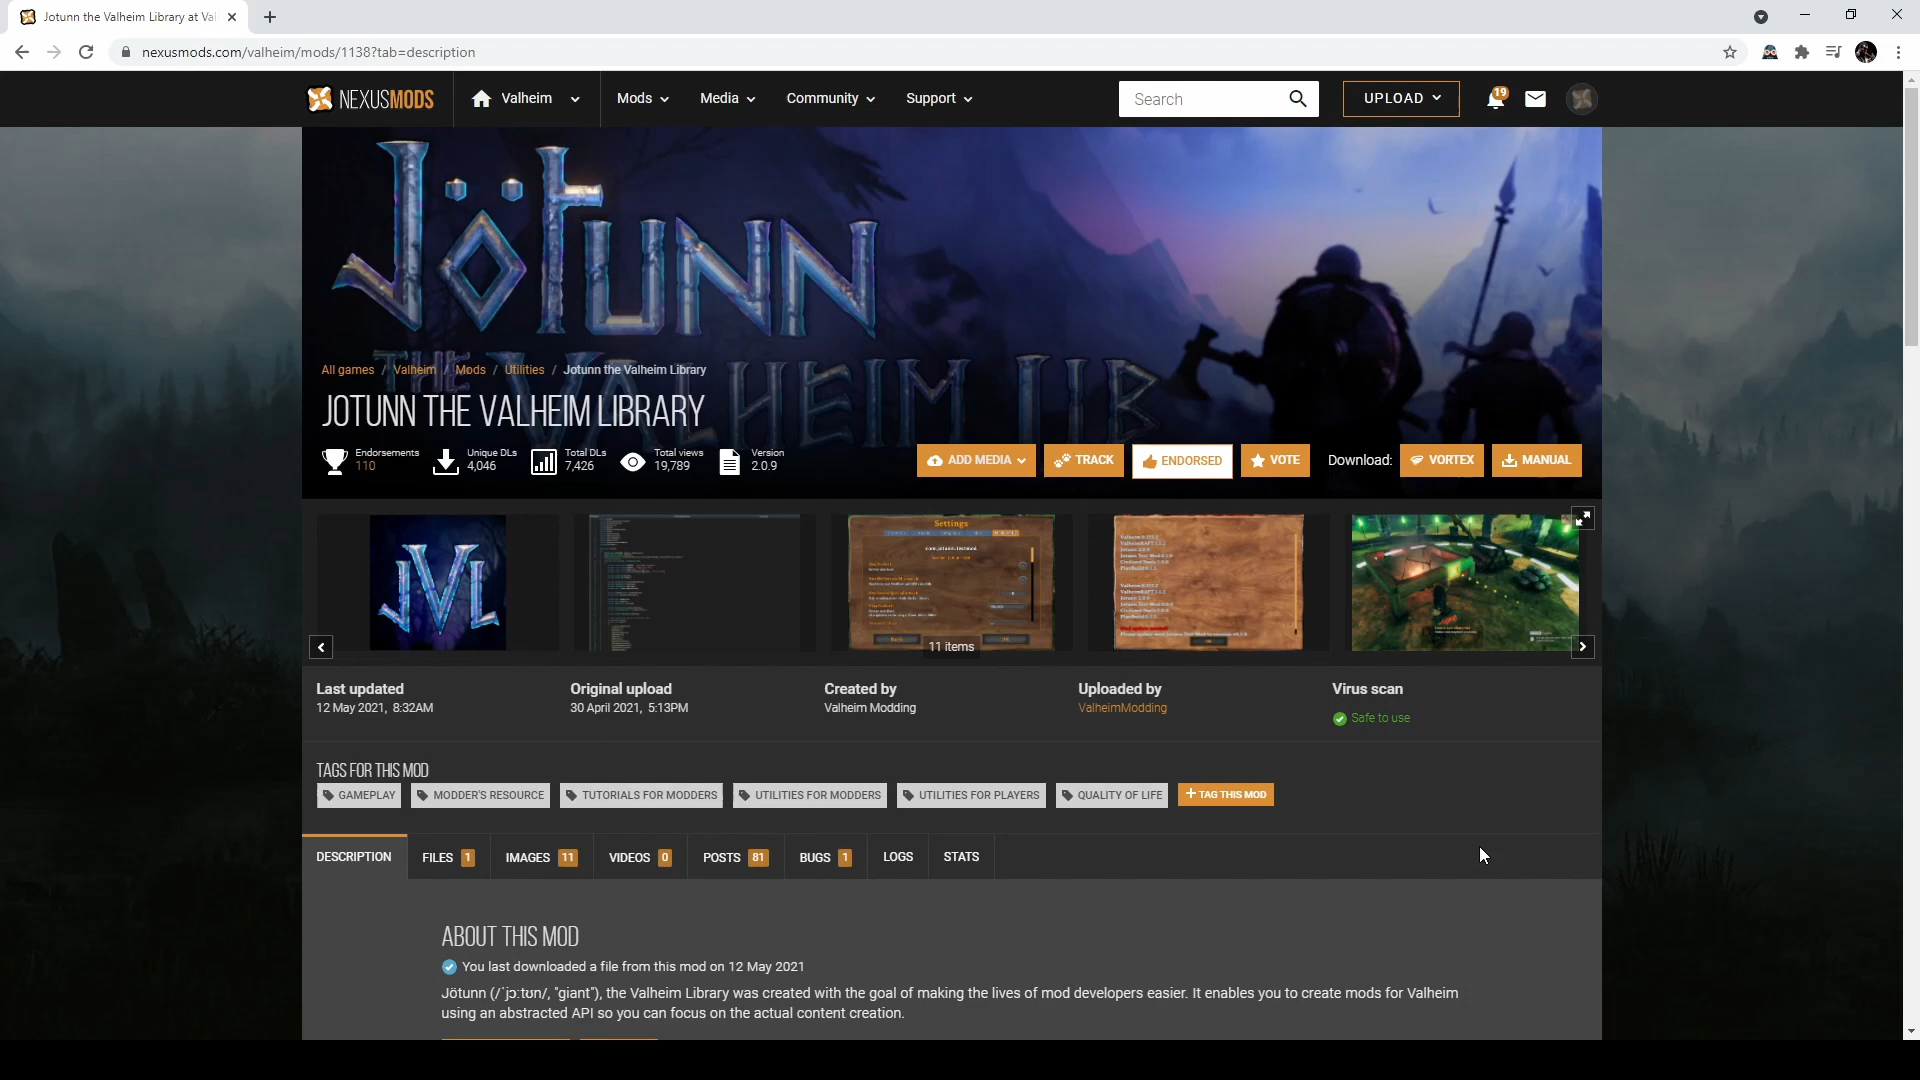 Jotunn the Valheim Library at Val
nexusmods.com/valheim/mods/1138?tab=description
NEXUSMODS Valheim Mods Media Community Support Search UPLOAD 19
Jötunn
THE VALHEIM LIB
All games / Valheim / Mods / Utilities / Jotunn the Valheim Library
JOTUNN THE VALHEIM LIBRARY
Endorsements Unique DLs Total DLs Total views Version
110 4,046 7,426 19,789 2.0.9
ADD MEDIA TRACK ENDORSED VOTE Download: VORTEX MANUAL
JVL
Settings
11 items
Last updated Original upload Created by Uploaded by Virus scan
12 May 2021, 8:32AM 30 April 2021, 5:13PM Valheim Modding ValheimModding Safe to use
TAGS FOR THIS MOD
GAMEPLAY MODDER'S RESOURCE TUTORIALS FOR MODDERS UTILITIES FOR MODDERS UTILITIES FOR PLAYERS QUALITY OF LIFE + TAG THIS MOD
DESCRIPTION FILES 1 IMAGES 11 VIDEOS 0 POSTS 81 BUGS 1 LOGS STATS
ABOUT THIS MOD
You last downloaded a file from this mod on 12 May 2021
Jötunn (/ˈjɔːtʊn/, "giant"), the Valheim Library was created with the goal of making the lives of mod developers easier. It enables you to create mods for Valheim
using an abstracted API so you can focus on the actual content creation.